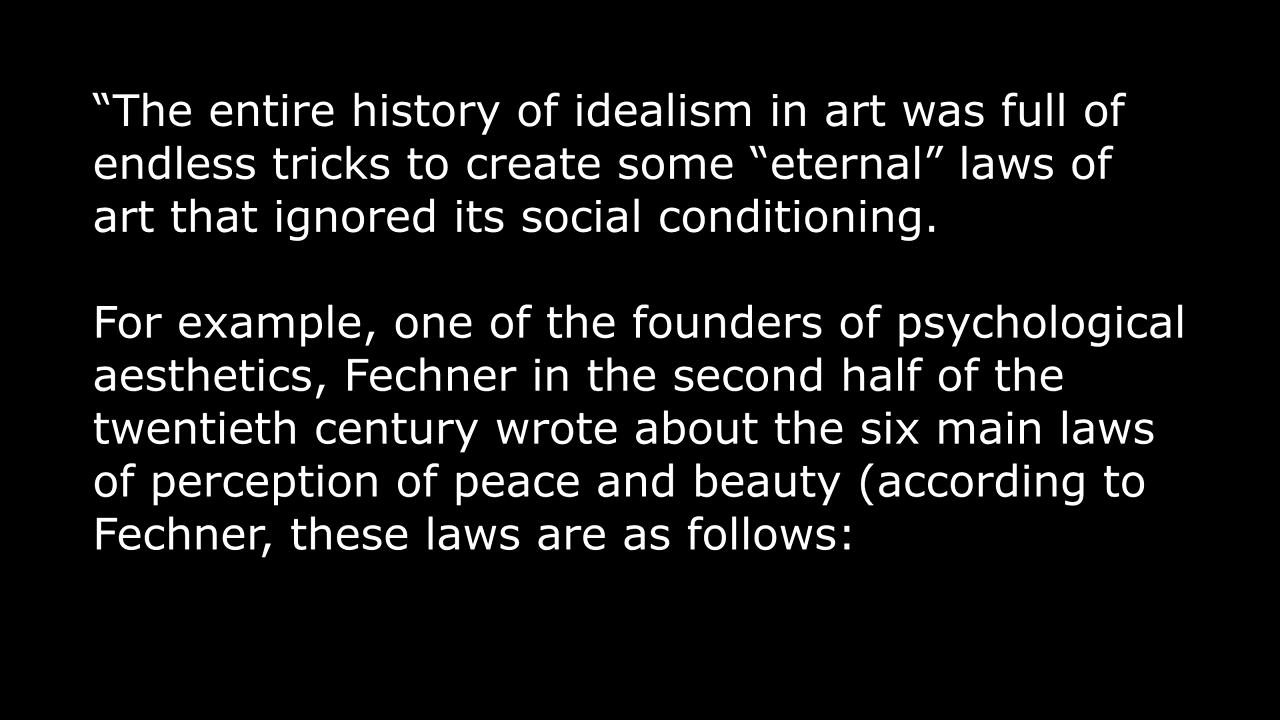 “The entire history of idealism in art was full of
endless tricks to create some “eternal” laws of
art that ignored its social conditioning.
For example, one of the founders of psychological
aesthetics, Fechner in the second half of the
twentieth century wrote about the six main laws
of perception of peace and beauty (according to
Fechner, these laws are as follows: